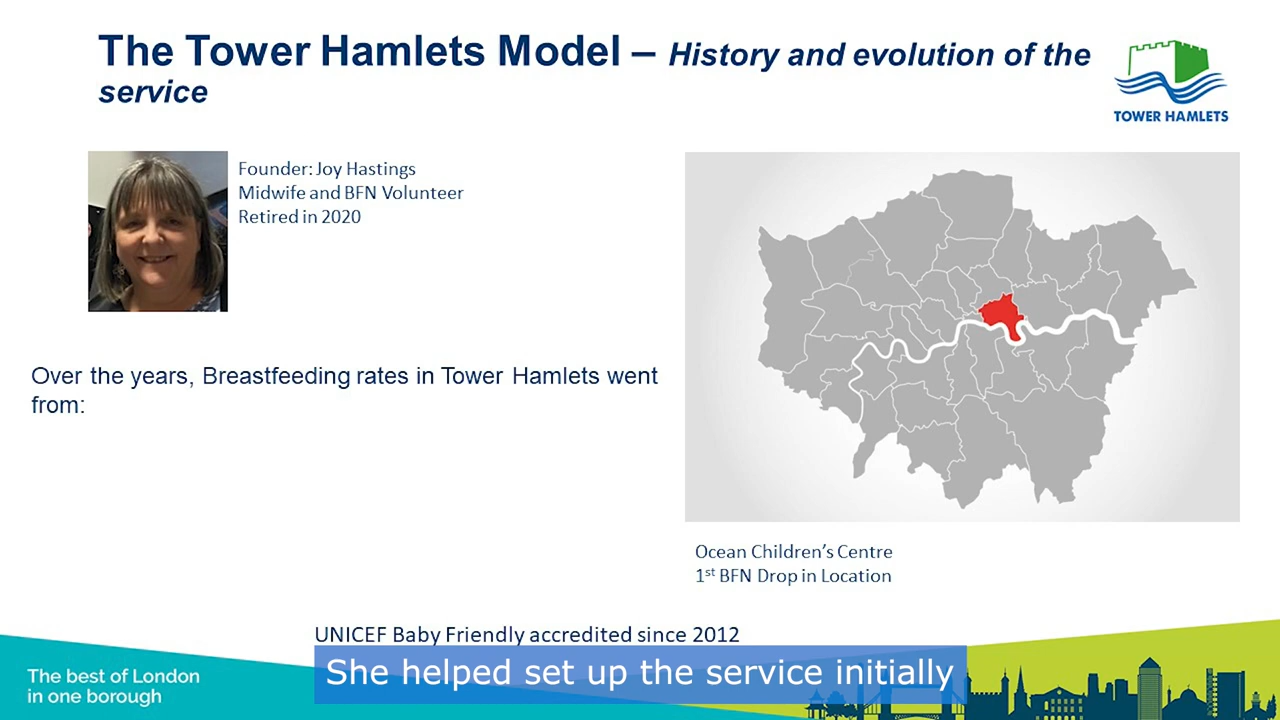 The Tower Hamlets Model – History and evolution of the
service
TOWER HAMLETS
Founder: Joy Hastings
Midwife and BFN Volunteer
Retired in 2020
Over the years, Breastfeeding rates in Tower Hamlets went
from:
Ocean Children's Centre
1st BFN Drop in Location
UNICEF Baby Friendly accredited since 2012
She helped set up the service initially
The best of London
in one borough